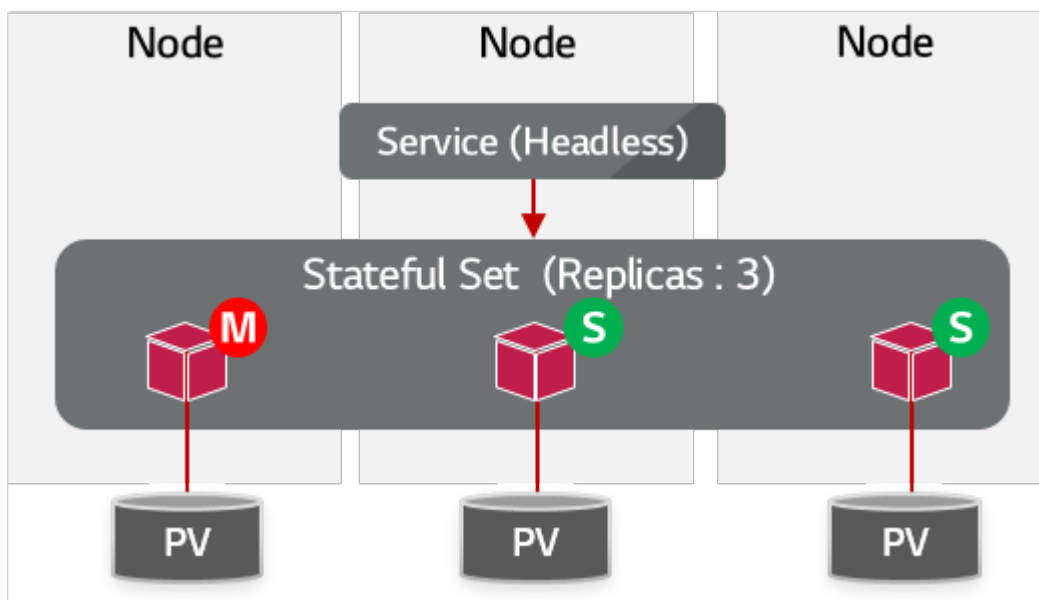 Node
Node
Node
Service (Headless)
Stateful Set (Replicas : 3)
M
S
S
PV
PV
PV